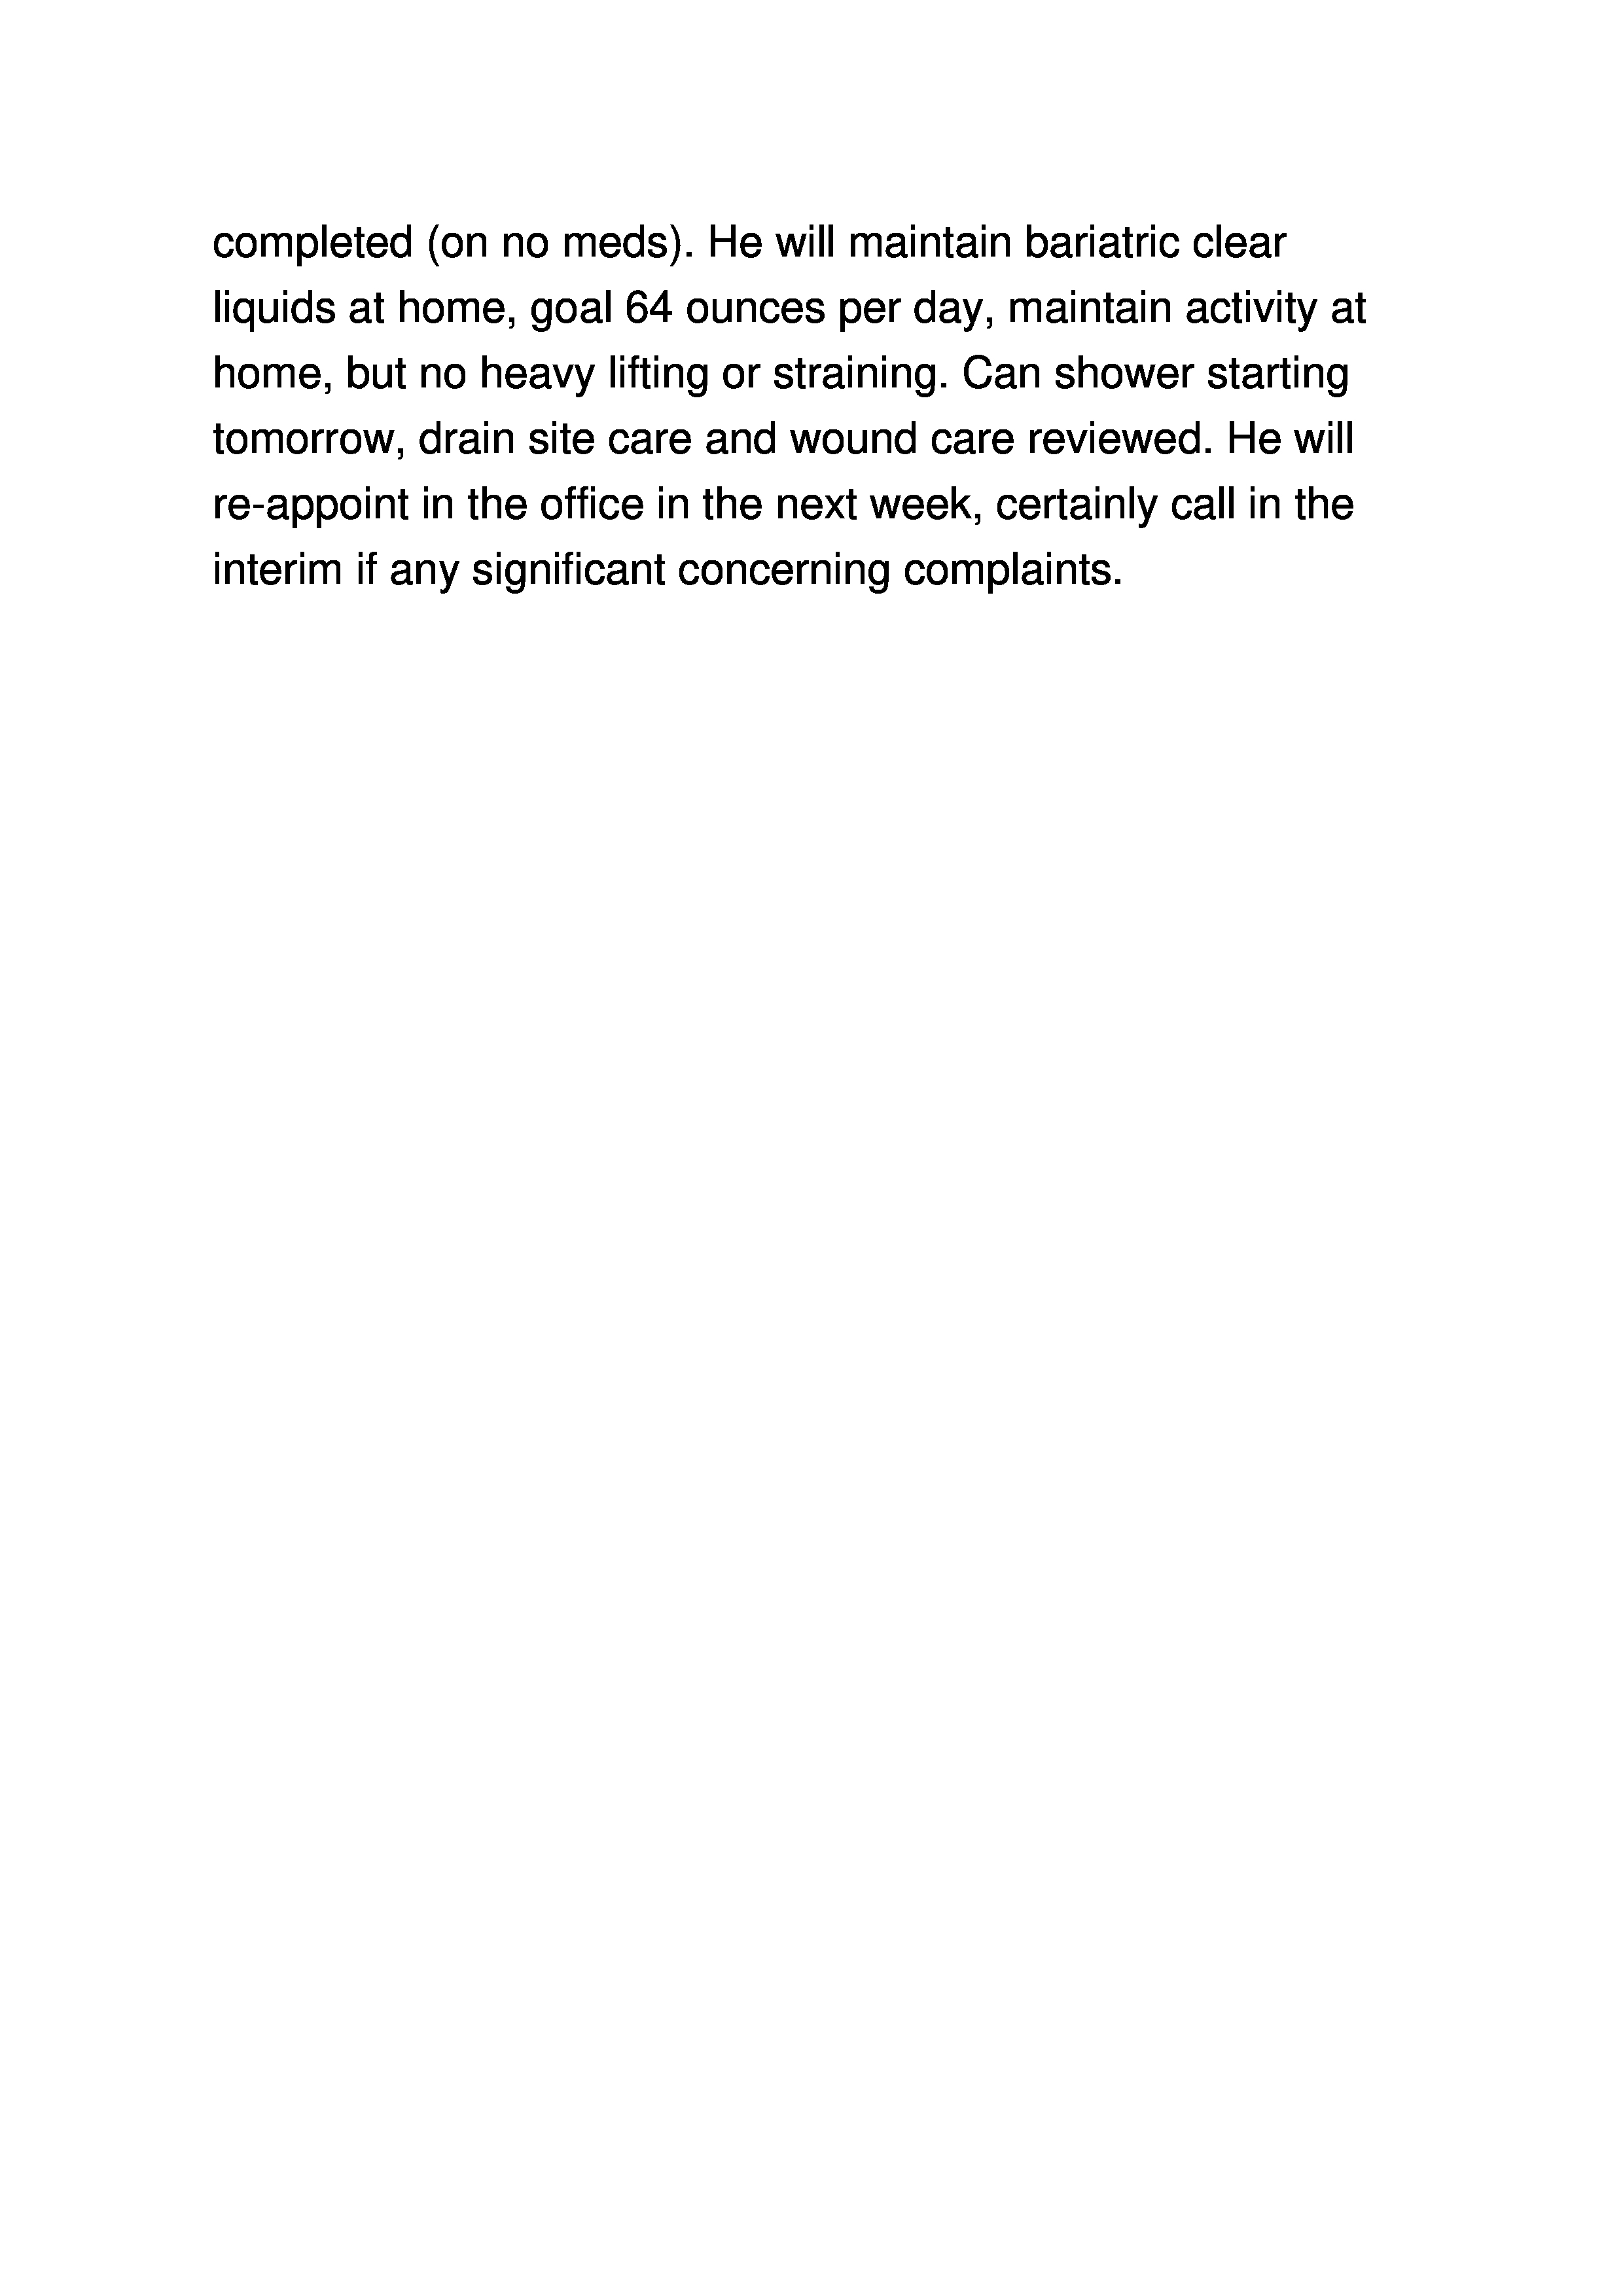 completed (on no meds). He will maintain bariatric clear
liquids at home, goal 64 ounces per day, maintain activity at
home, but no heavy lifting or straining. Can shower starting
tomorrow, drain site care and wound care reviewed. He will
re-appoint in the office in the next week, certainly call in the
interim if any significant concerning complaints.